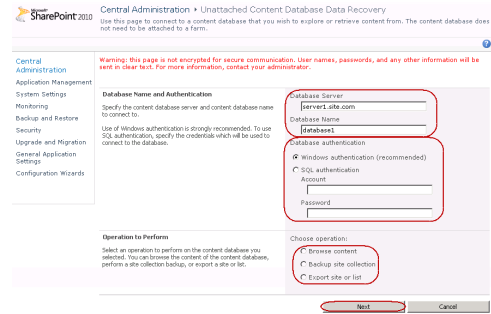 Microsoft
SharePoint 2010
Central Administration ▸ Unattached Content Database Data Recovery
Use this page to connect to a content database that you wish to explore or retrieve content from. The content database does
not need to be attached to a farm.
Warning: this page is not encrypted for secure communication. User names, passwords, and any other information will be
sent in clear text. For more information, contact your administrator.
Central
Administration
Application Management
System Settings
Monitoring
Backup and Restore
Security
Upgrade and Migration
General Application
Settings
Configuration Wizards
Database Name and Authentication
Specify the content database server and content database name
to connect to.
Use of Windows authentication is strongly recommended. To use
SQL authentication, specify the credentials which will be used to
connect to the database.
Database Server
server1.site.com
Database Name
database1
Database authentication
Windows authentication (recommended)
SQL authentication
Account
Password
Operation to Perform
Select an operation to perform on the content database you
selected. You can browse the content of the content database,
perform a site collection backup, or export a site or list.
Choose operation:
Browse content
Backup site collection
Export site or list
Next
Cancel